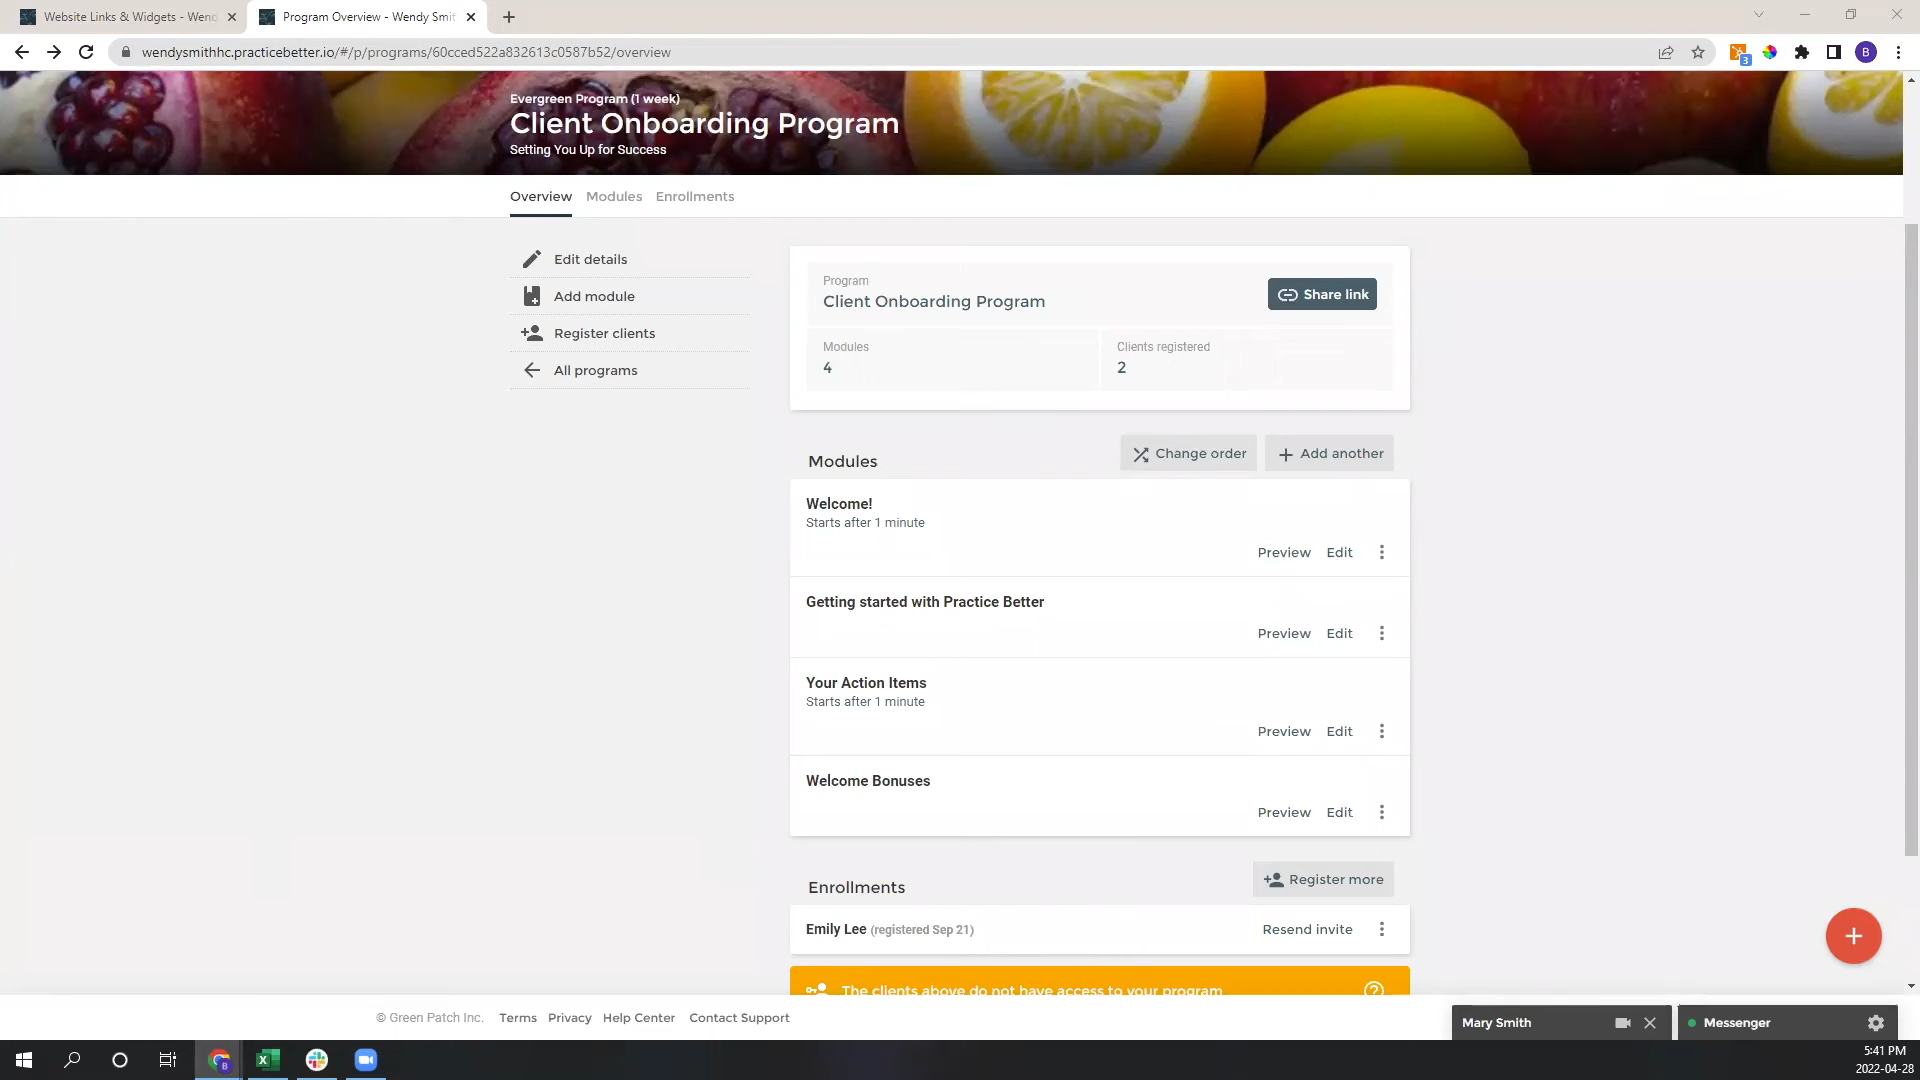 Website Links & Widgets - Wend
Program Overview - Wendy Smit
wendysmithhc.practicebetter.io/#/p/programs/60cced522a832613c0587b52/overview
3
B
Evergreen Program (1 week)
Client Onboarding Program
Setting You Up for Success
Overview Modules Enrollments
Edit details
Add module
Register clients
All programs
Program
Client Onboarding Program
Share link
Modules
4
Clients registered
2
Modules
Change order
Add another
Welcome!
Starts after 1 minute
Preview Edit
Getting started with Practice Better
Preview Edit
Your Action Items
Starts after 1 minute
Preview Edit
Welcome Bonuses
Preview Edit
Enrollments
Register more
Emily Lee (registered Sep 21)
Resend invite
The clients above do not have access to your program
© Green Patch Inc. Terms Privacy Help Center Contact Support
Mary Smith
Messenger
5:41 PM
2022-04-28